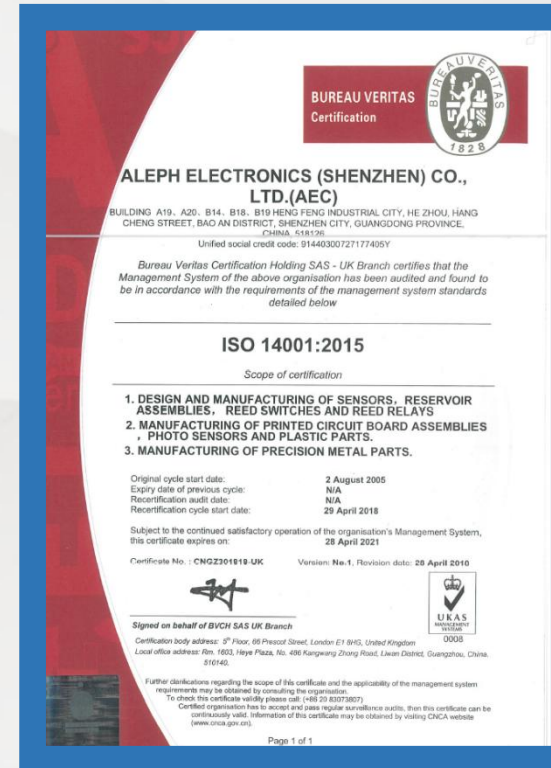 BUREAU VERITAS
Certification
BUREAU VERITAS
1828
ALEPH ELECTRONICS (SHENZHEN) CO.,
LTD.(AEC)
BUILDING A19、A20、B14、B18、B19 HENG FENG INDUSTRIAL CITY, HE ZHOU, HANG
CHENG STREET, BAO AN DISTRICT, SHENZHEN CITY, GUANGDONG PROVINCE,
CHINA, 518126
Unified social credit code: 91440300727177405Y
Bureau Veritas Certification Holding SAS - UK Branch certifies that the
Management System of the above organisation has been audited and found to
be in accordance with the requirements of the management system standards
detailed below
ISO 14001:2015
Scope of certification
1. DESIGN AND MANUFACTURING OF SENSORS, RESERVOIR
ASSEMBLIES, REED SWITCHES AND REED RELAYS
2. MANUFACTURING OF PRINTED CIRCUIT BOARD ASSEMBLIES
, PHOTO SENSORS AND PLASTIC PARTS.
3. MANUFACTURING OF PRECISION METAL PARTS.
Original cycle start date: 2 August 2005
Expiry date of previous cycle: N/A
Recertification audit date: N/A
Recertification cycle start date: 29 April 2018
Subject to the continued satisfactory operation of the organisation's Management System,
this certificate expires on: 28 April 2021
Certificate No. : CNGZ301919-UK Version: No.1, Revision date: 28 April 2018
UKAS
MANAGEMENT
SYSTEMS
0008
Signed on behalf of BVCH SAS UK Branch
Certification body address: 5th Floor, 66 Prescot Street, London E1 8HG, United Kingdom
Local office address: Rm. 1603, Heye Plaza, No. 486 Kangwang Zhong Road, Liwan District, Guangzhou, China.
510140.
Further clarifications regarding the scope of this certificate and the applicability of the management system
requirements may be obtained by consulting the organisation.
To check this certificate validity please call: (+86 20 83073607)
Certified organisation has to accept and pass regular surveillance audits, then this certificate can be
continuously valid. Information of this certificate may be obtained by visiting CNCA website
(www.cnca.gov.cn).
Page 1 of 1